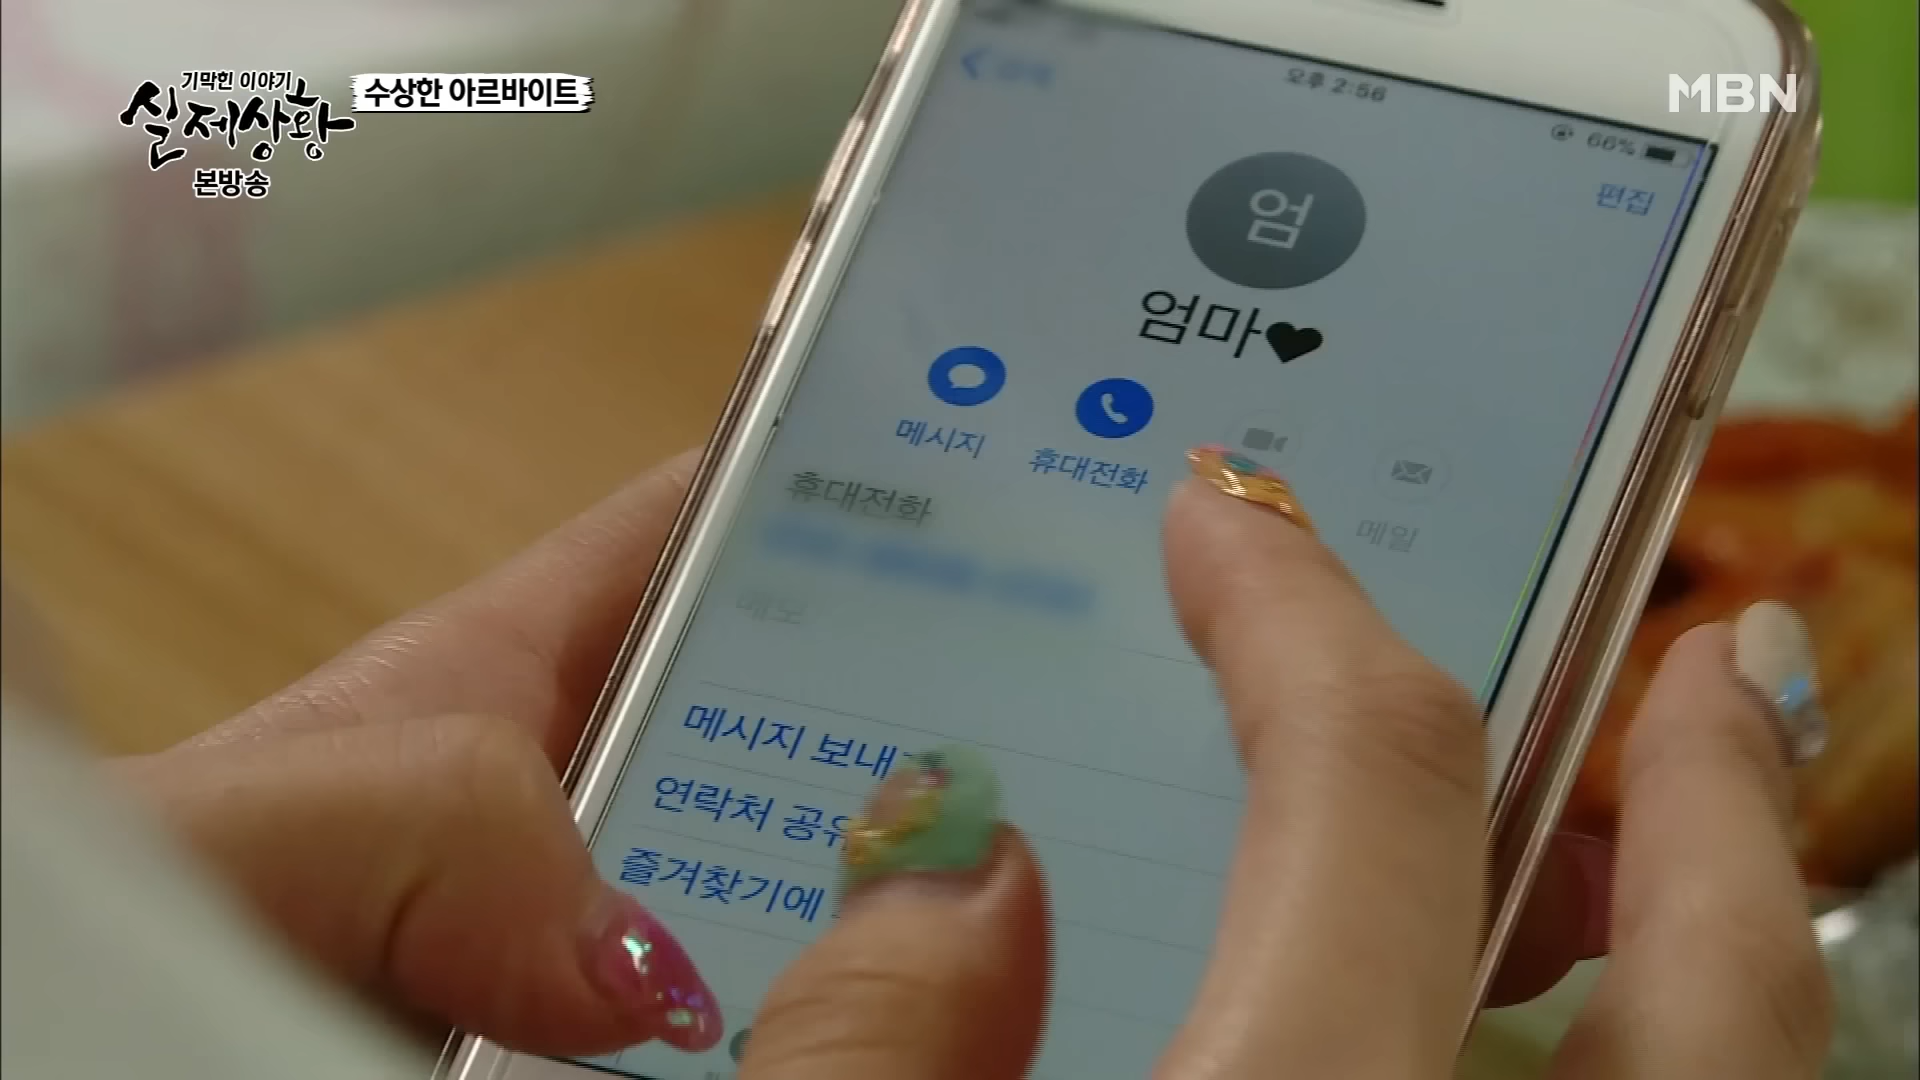 기막힌 이야기
실제상황
본방송
수상한 아르바이트
MBN
오후 2:56
66%
편집
엄
엄마♥
메시지
휴대전화
메일
휴대전화
메모
메시지 보내
연락처 공유
즐겨찾기에